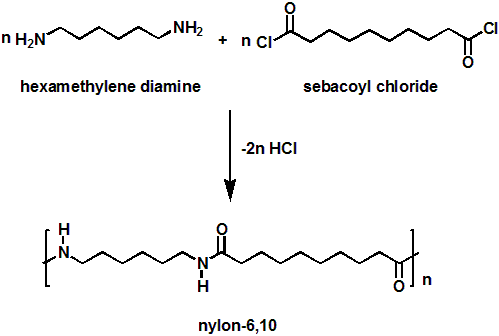 n H2N NH2 + n Cl O O Cl
hexamethylene diamine sebacoyl chloride
-2n HCl
H N N H O O n
nylon-6,10